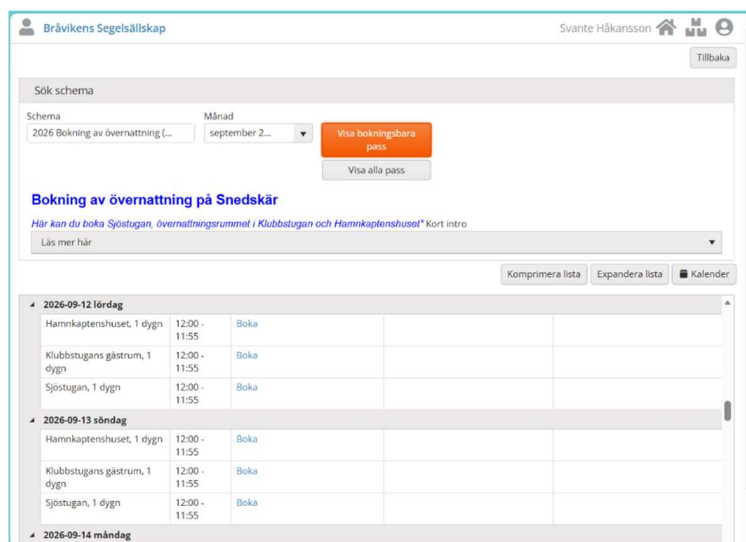 Bråvikens Segelsällskap
Svante Håkansson
Tillbaka
Sök schema
Schema
Månad
2026 Bokning av övernattning (...
september 2...
Visa bokningsbara
pass
Visa alla pass
Bokning av övernattning på Snedskär
Här kan du boka Sjöstugan, övernattningsrummet i Klubbstugan och Hamnkaptenshuset" Kort intro
Läs mer här
Komprimera lista
Expandera lista
Kalender
2026-09-12 lördag
Hamnkaptenshuset, 1 dygn
12:00 -
11:55
Boka
Klubbstugans gästrum, 1
dygn
12:00 -
11:55
Boka
Sjöstugan, 1 dygn
12:00 -
11:55
Boka
2026-09-13 söndag
Hamnkaptenshuset, 1 dygn
12:00 -
11:55
Boka
Klubbstugans gästrum, 1
dygn
12:00 -
11:55
Boka
Sjöstugan, 1 dygn
12:00 -
11:55
Boka
2026-09-14 måndag